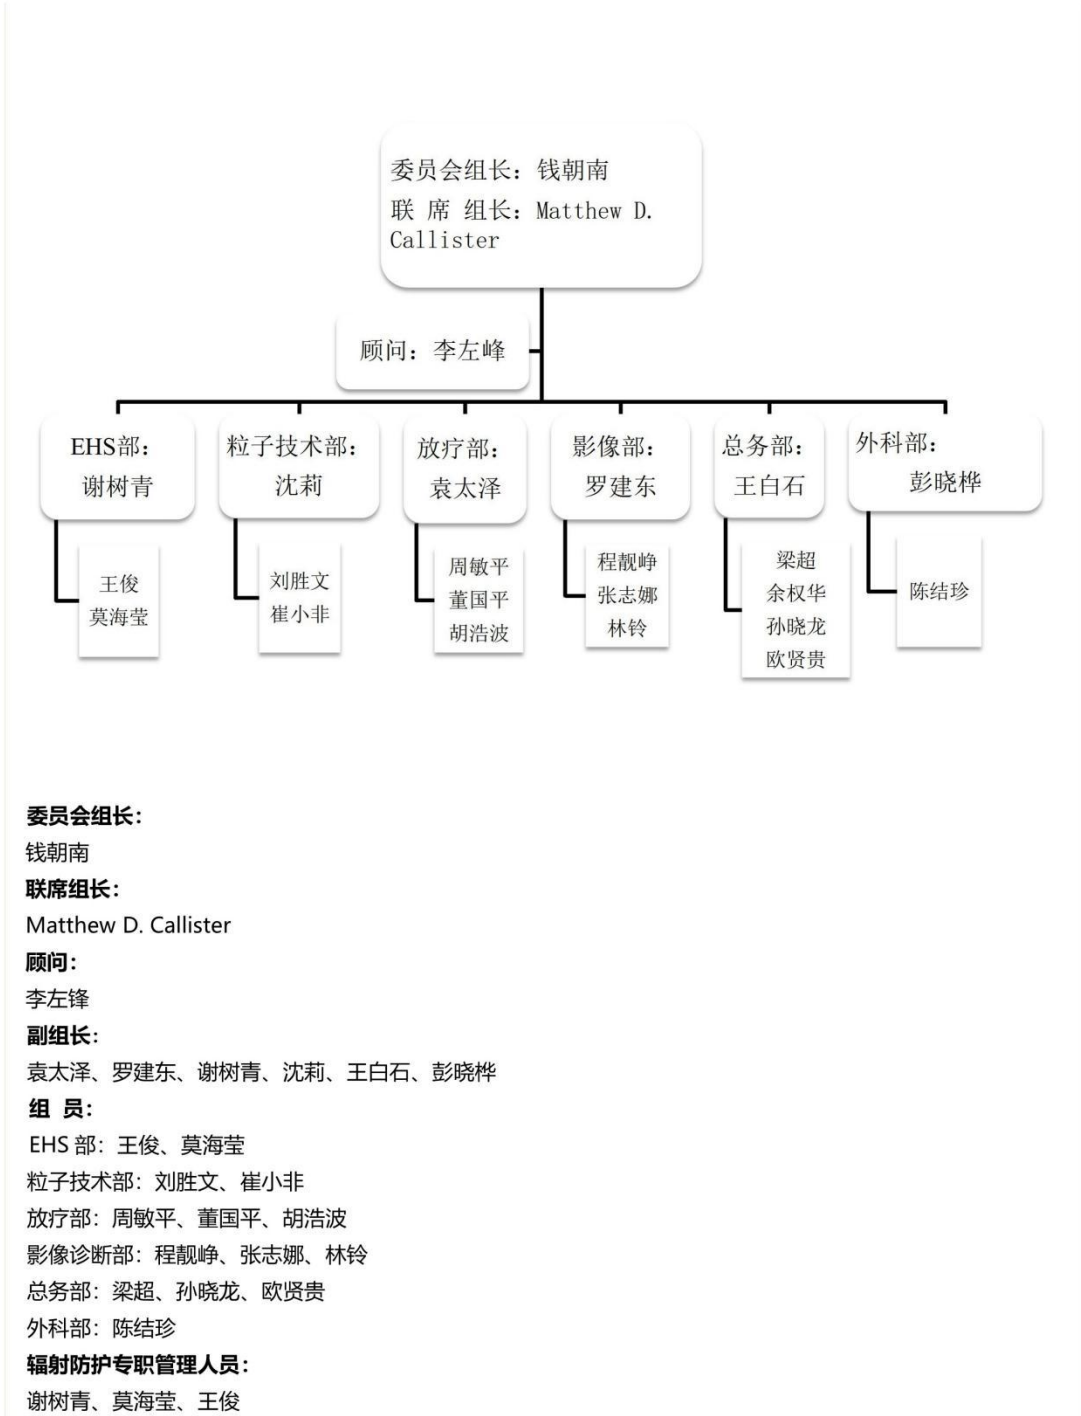 委员会组长：钱朝南
联 席 组长：Matthew D.
Callister
顾问：李左峰
EHS部：
谢树青
粒子技术部：
沈莉
放疗部：
袁太泽
影像部：
罗建东
总务部：
王白石
外科部：
彭晓桦
王俊
莫海莹
刘胜文
崔小非
周敏平
董国平
胡浩波
程靓峥
张志娜
林铃
梁超
余权华
孙晓龙
欧贤贵
陈结珍
委员会组长：
钱朝南
联席组长：
Matthew D. Callister
顾问：
李左锋
副组长：
袁太泽、罗建东、谢树青、沈莉、王白石、彭晓桦
组 员：
EHS 部：王俊、莫海莹
粒子技术部：刘胜文、崔小非
放疗部：周敏平、董国平、胡浩波
影像诊断部：程靓峥、张志娜、林铃
总务部：梁超、孙晓龙、欧贤贵
外科部：陈结珍
辐射防护专职管理人员：
谢树青、莫海莹、王俊